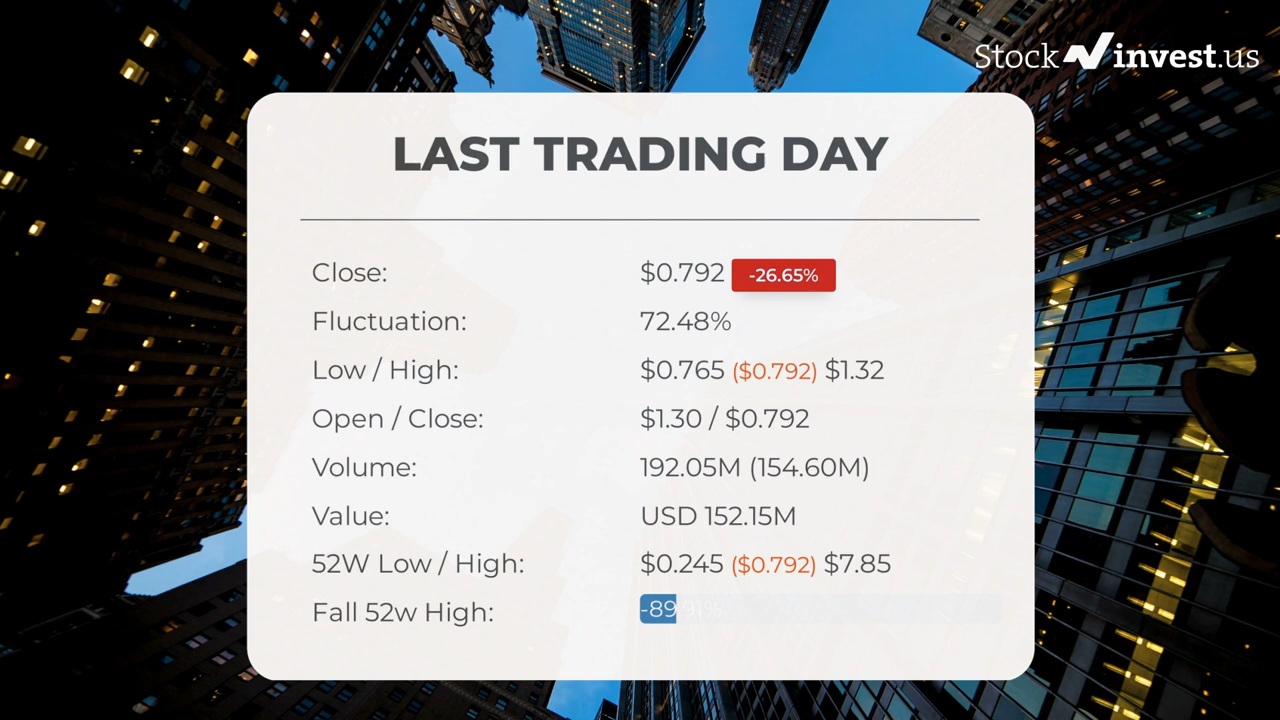 Stock invest.us
LAST TRADING DAY
Close: $0.792 -26.65%
Fluctuation: 72.48%
Low / High: $0.765 ($0.792) $1.32
Open / Close: $1.30 / $0.792
Volume: 192.05M (154.60M)
Value: USD 152.15M
52W Low / High: $0.245 ($0.792) $7.85
Fall 52w High: -89.91%